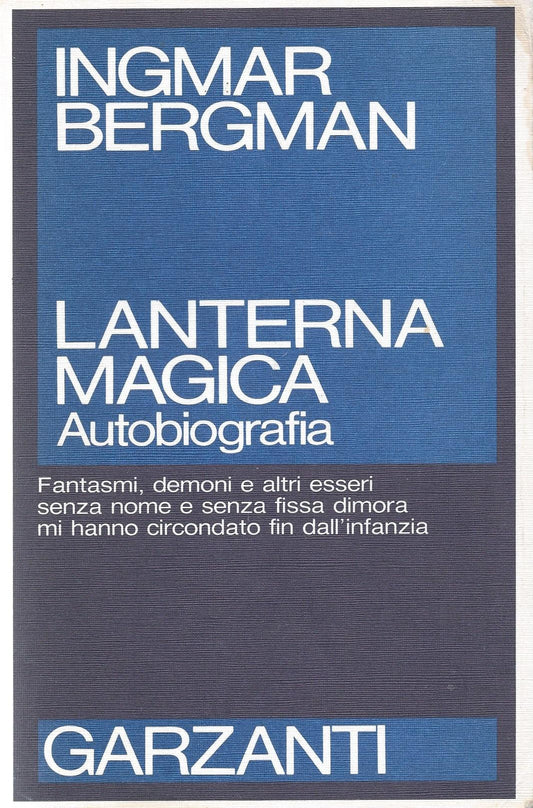 INGMAR
BERGMAN
LANTERNA
MAGICA
Autobiografia
Fantasmi, demoni e altri esseri
senza nome e senza fissa dimora
mi hanno circondato fin dall'infanzia
GARZANTI